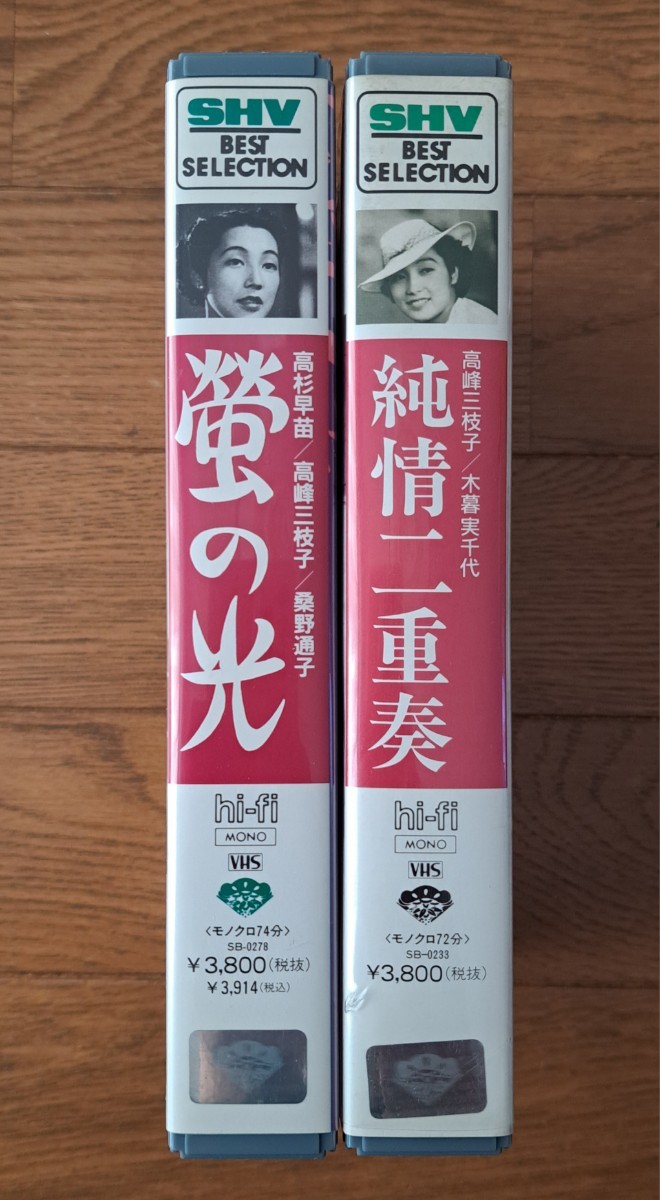 SHV
BEST
SELECTION
高杉早苗/高峰三枝子/桑野通子
螢の光
hi-fi
MONO
VHS
〈モノクロ74分〉
SB-0278
￥3,800(税抜)
￥3,914(税込)
SHV
BEST
SELECTION
高峰三枝子/木暮実千代
純情二重奏
hi-fi
MONO
VHS
〈モノクロ72分〉
SB-0233
￥3,800(税抜)